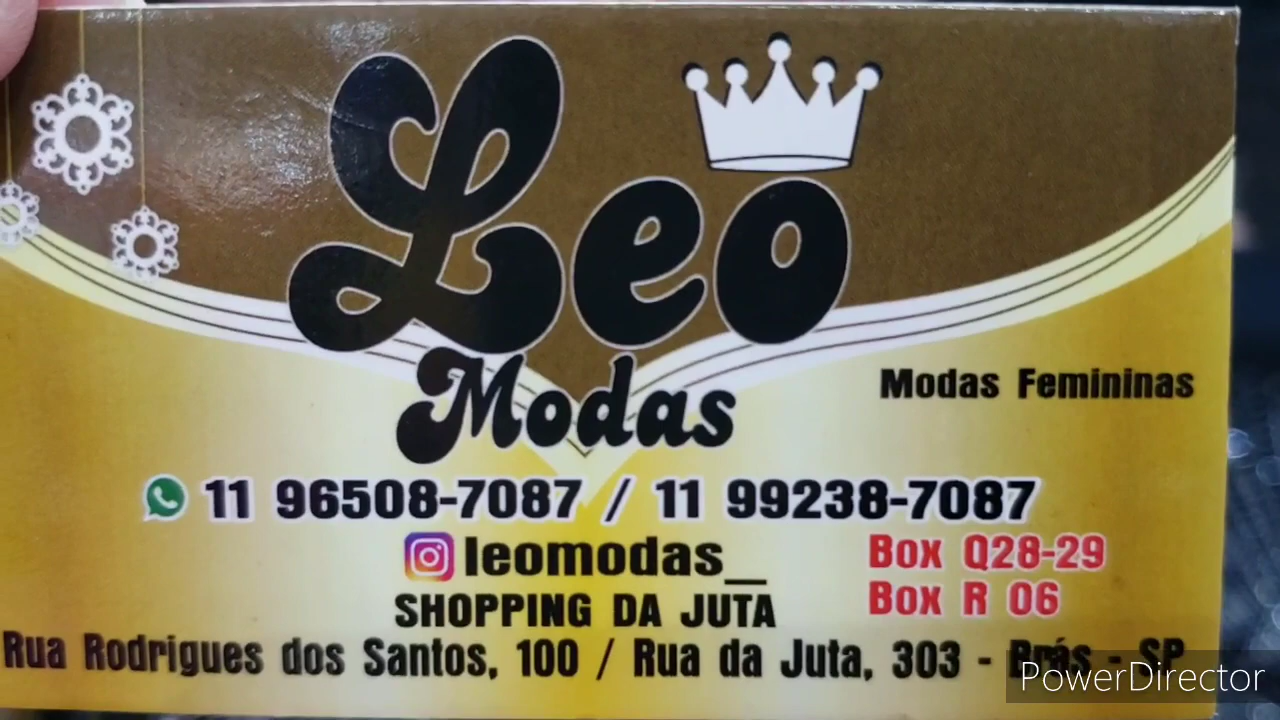 Leo
Modas
Modas Femininas
11 96508-7087 / 11 99238-7087
leomodas__
Box Q28-29
SHOPPING DA JUTA
Box R 06
Rua Rodrigues dos Santos, 100 / Rua da Juta, 303 - Brás - SP
PowerDirector